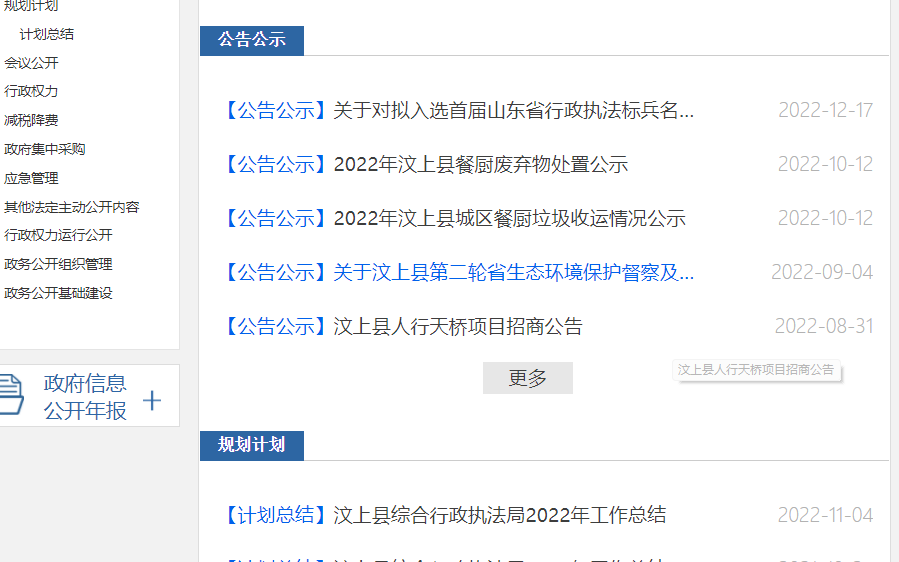 规划计划
计划总结
会议公开
行政权力
减税降费
政府集中采购
应急管理
其他法定主动公开内容
行政权力运行公开
政务公开组织管理
政务公开基础建设
政府信息
公开年报
公告公示
【公告公示】关于对拟入选首届山东省行政执法标兵名... 2022-12-17
【公告公示】2022年汶上县餐厨废弃物处置公示 2022-10-12
【公告公示】2022年汶上县城区餐厨垃圾收运情况公示 2022-10-12
【公告公示】关于汶上县第二轮省生态环境保护督察及... 2022-09-04
【公告公示】汶上县人行天桥项目招商公告 2022-08-31
更多
汶上县人行天桥项目招商公告
规划计划
【计划总结】汶上县综合行政执法局2022年工作总结 2022-11-04